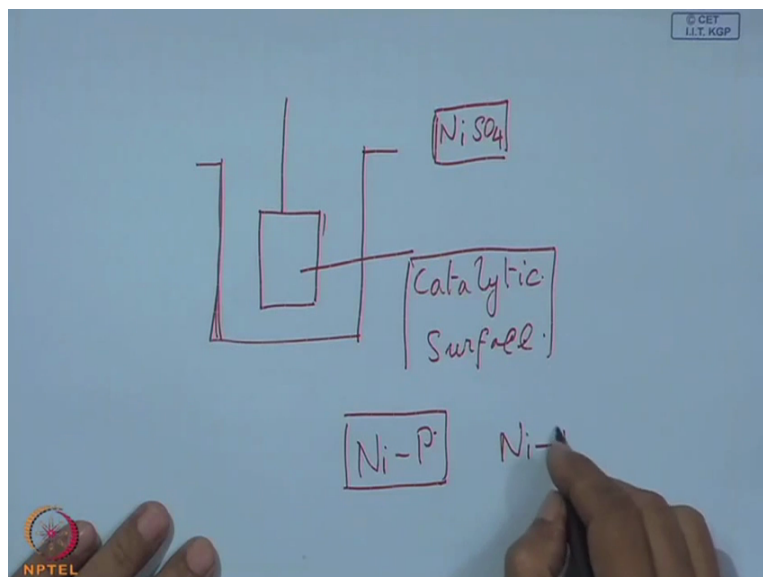 © CET
I.I.T. KGP
NiSO4
Catalytic
Surface
Ni-P
Ni-
NPTEL